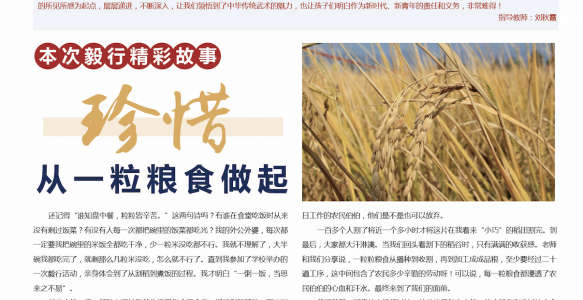 的所见所感为起点，层层递进，不断深入，让我们领悟到了中华传统武术的魅力，也让孩子们明白作为新时代、新青年的责任和义务，非常难得！
指导教师：刘秋霞
本次毅行精彩故事
珍惜
从一粒粮食做起
还记得“谁知盘中餐，粒粒皆辛苦。”这两句诗吗？有谁在食堂吃饭时从来
没有剩过饭菜？有没有人每一次都把碗里的饭菜都吃光？我的外公外婆，每次都
一定要我把碗里的米饭全都吃干净，少一粒米没吃都不行。我就不理解了，大半
碗我都吃完了，就剩那么几粒米没吃，怎么就不行了。直到我参加了学校举办的
一次毅行活动，亲身体会到了从割稻到煮饭的过程。我才明白“一粥一饭，当思
来之不易”。
日工作的农民伯伯，他们是不是也可以放弃。
一百多个人割了将近一个多小时才将这片在我看来“小巧”的稻田割完。到
最后，大家都大汗淋漓。当我们回头看割下的稻谷时，只有满满的收获感。老师
和我们分享说，一粒粒粮食从播种到收割，再到加工成成品粮，至少要经过二十
道工序，这中间包含了农民多少辛勤的劳动呀！可以说，每一粒粮食都浸透了农
民伯伯的心血和汗水。最终来到了我们的面前。